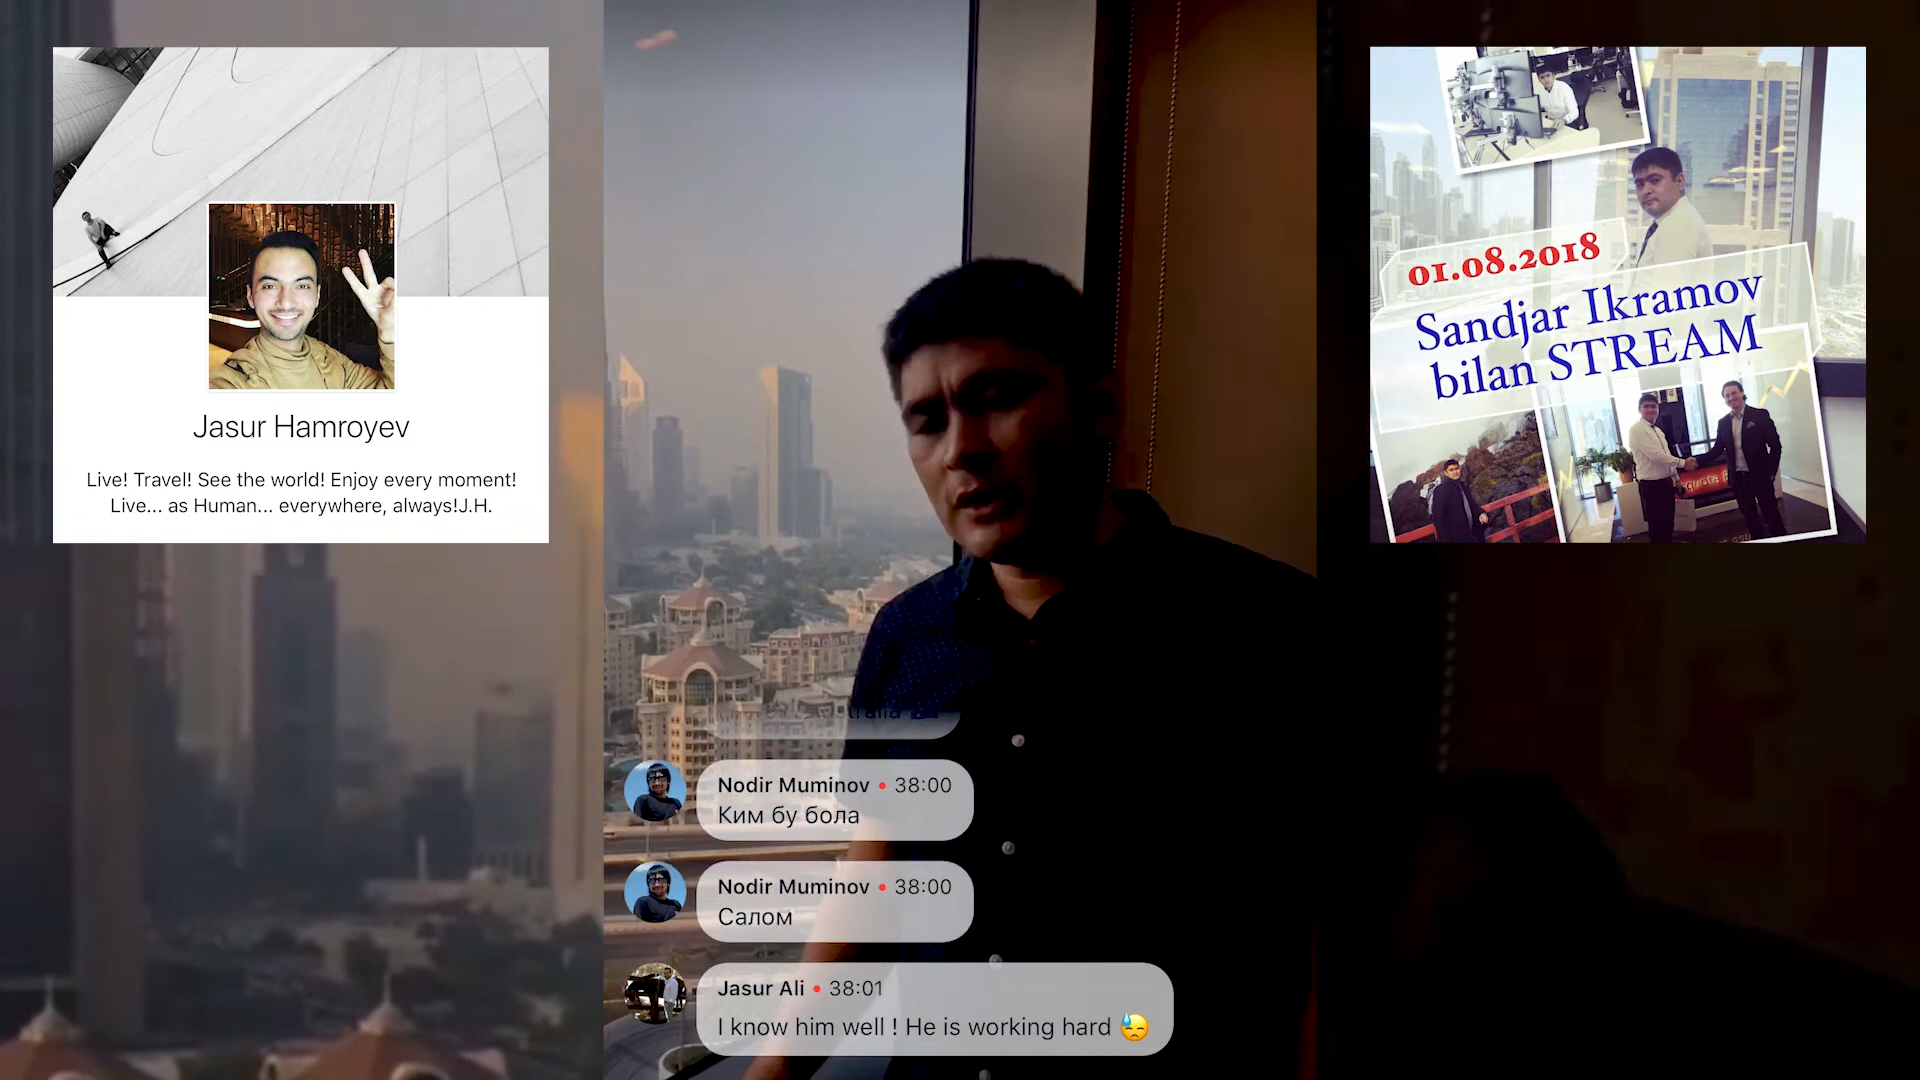 Jasur Hamroyev
Live! Travel! See the world! Enjoy every moment!
Live... as Human... everywhere, always!J.H.
Nodir Muminov • 38:00
Ким бу бола
Nodir Muminov • 38:00
Салом
Jasur Ali • 38:01
I know him well ! He is working hard 😓
01.08.2018
Sandjar Ikramov
bilan STREAM